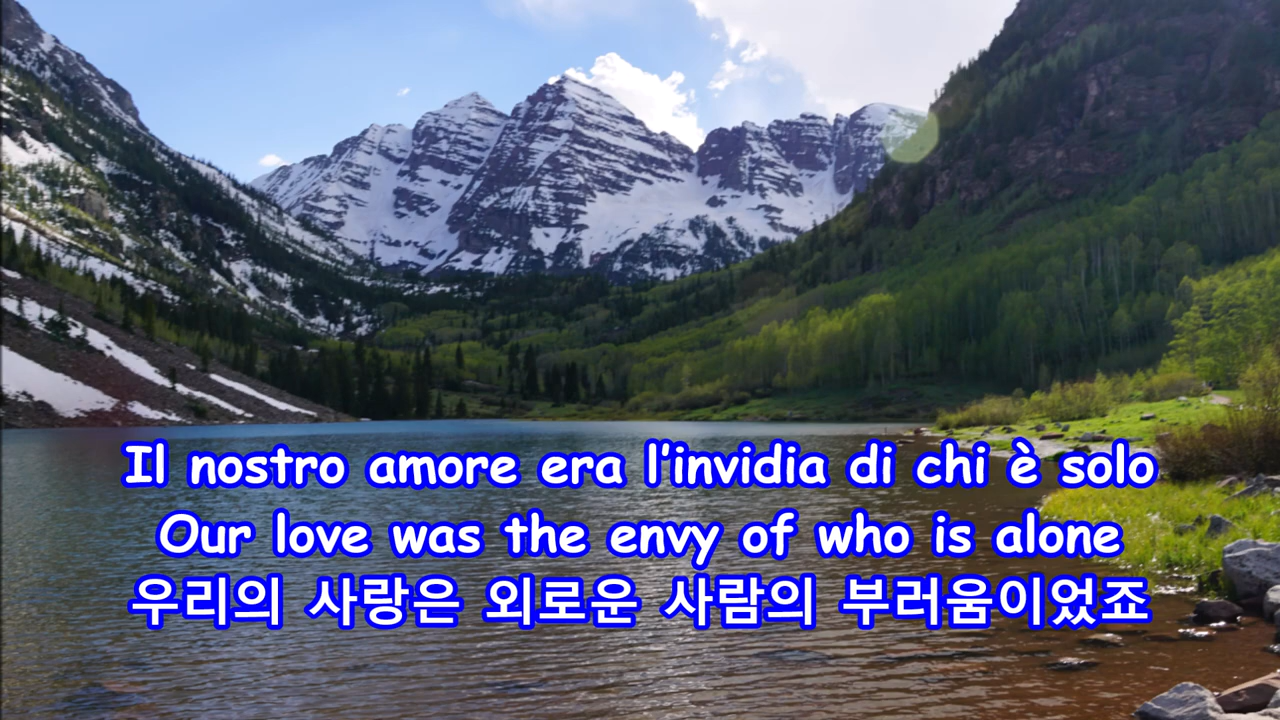 Il nostro amore era l'invidia di chi è solo
Our love was the envy of who is alone
우리의 사랑은 외로운 사람의 부러움이었죠